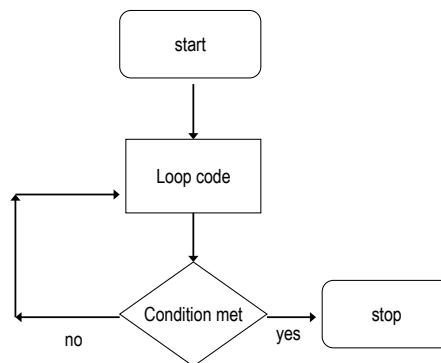 start
Loop code
Condition met
no
yes
stop